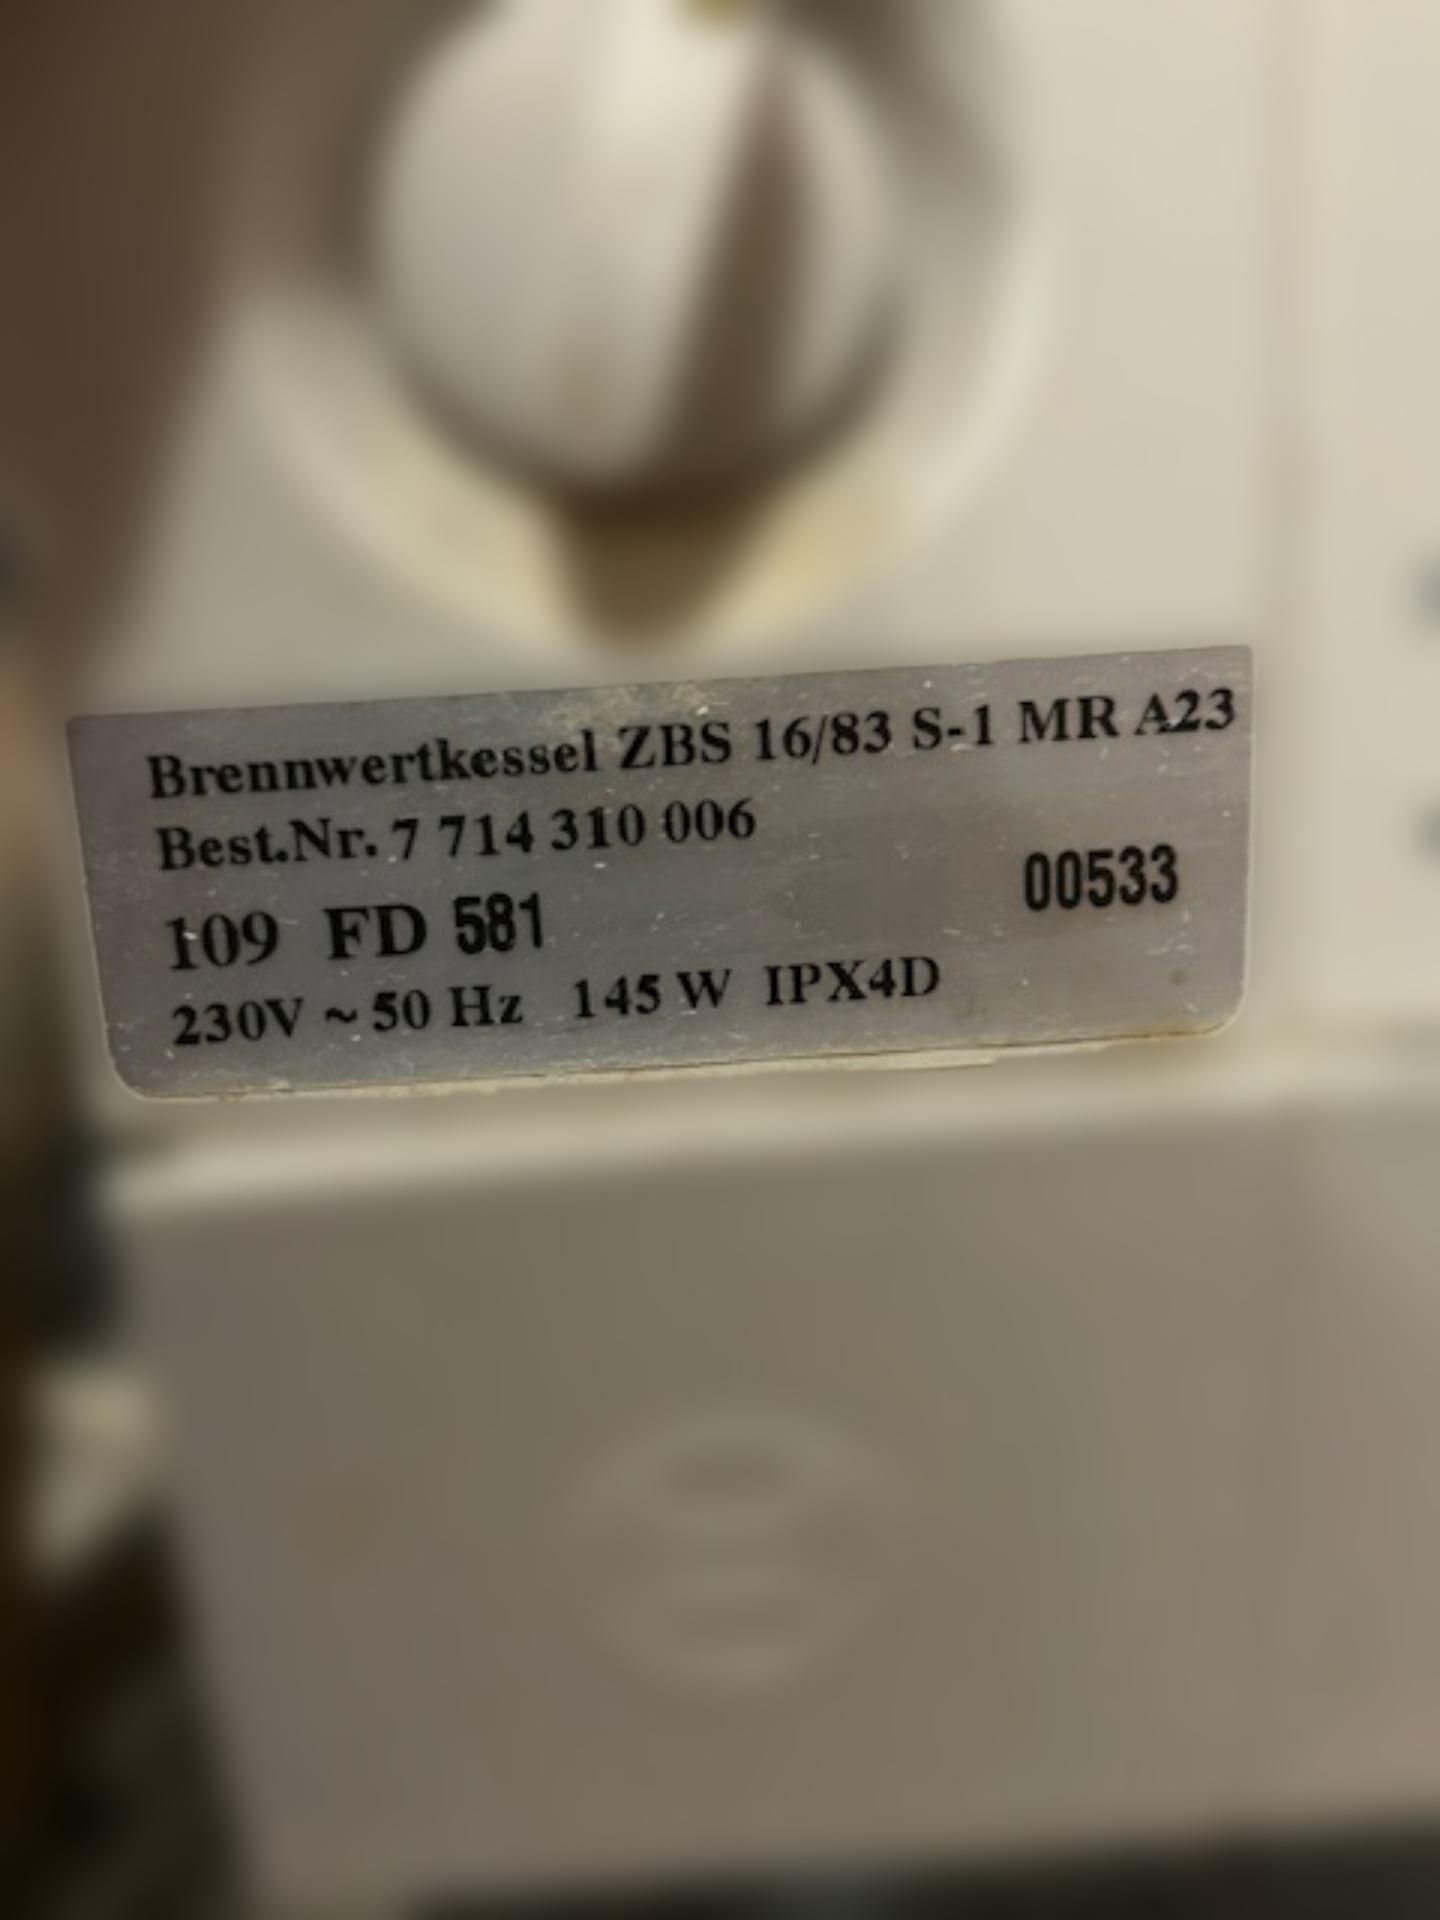 Brennwertkessel ZBS 16/83 S-1 MR A23
Best.Nr. 7 714 310 006
109 FD 581 00533
230V ~ 50 Hz 145 W IPX4D